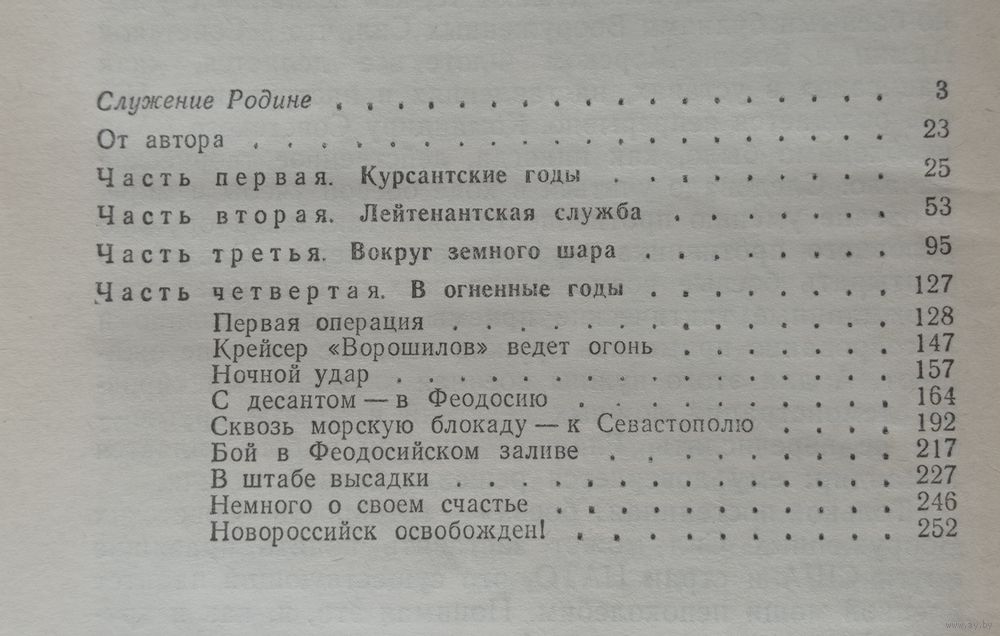 Служение Родине . . . . . . . . . . . . . . . . . . 3
От автора . . . . . . . . . . . . . . . . . . . . . 23
Часть первая. Курсантские годы . . . . . . . . 25
Часть вторая. Лейтенантская служба . . . . . . . 53
Часть третья. Вокруг земного шара . . . . . . . 95
Часть четвертая. В огненные годы . . . . . . . 127
Первая операция . . . . . . . . . . . . . 128
Крейсер «Ворошилов» ведет огонь . . . . . . 147
Ночной удар . . . . . . . . . . . . . . . 157
С десантом — в Феодосию . . . . . . . . . 164
Сквозь морскую блокаду — к Севастополю . . . . 192
Бой в Феодосийском заливе . . . . . . . . 217
В штабе высадки . . . . . . . . . . . . . 227
Немного о своем счастье . . . . . . . . . . 246
Новороссийск освобожден! . . . . . . . . . 252
www.ay.by